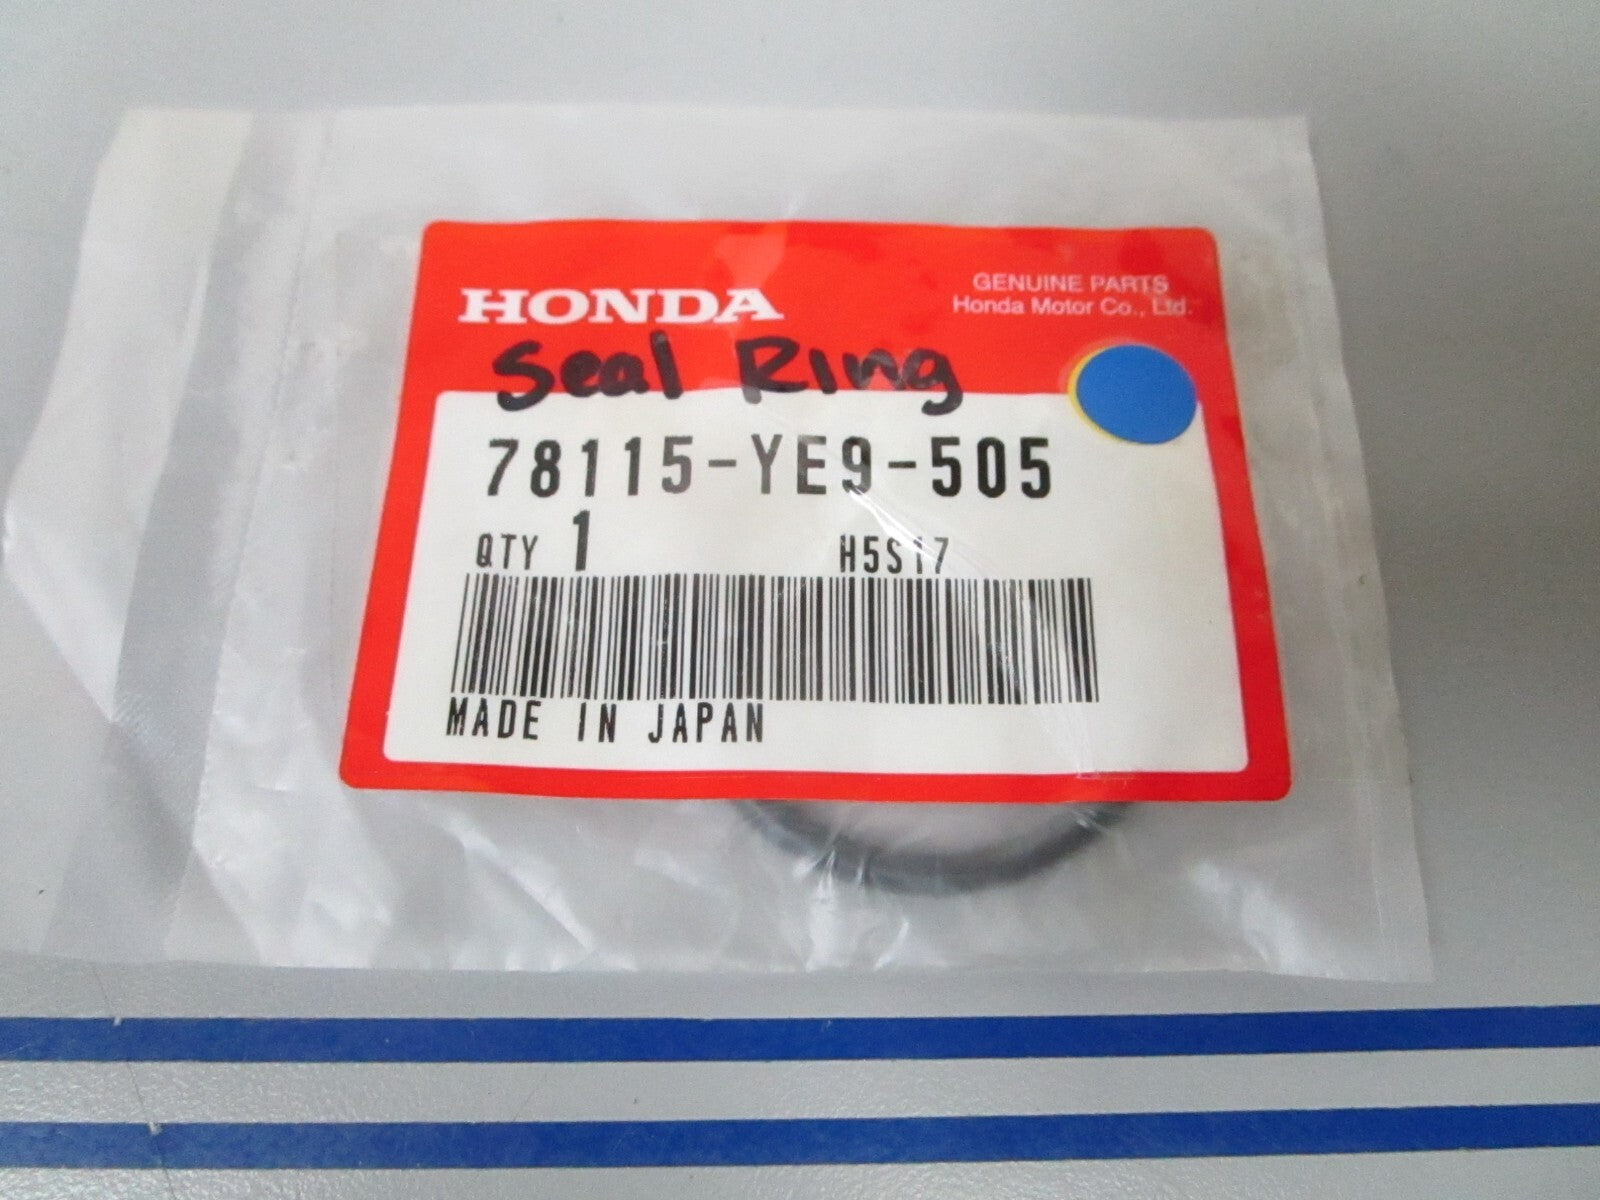 HONDA
GENUINE PARTS
Honda Motor Co., Ltd.
Seal Ring
78115-YE9-505
QTY 1 H5S17
MADE IN JAPAN